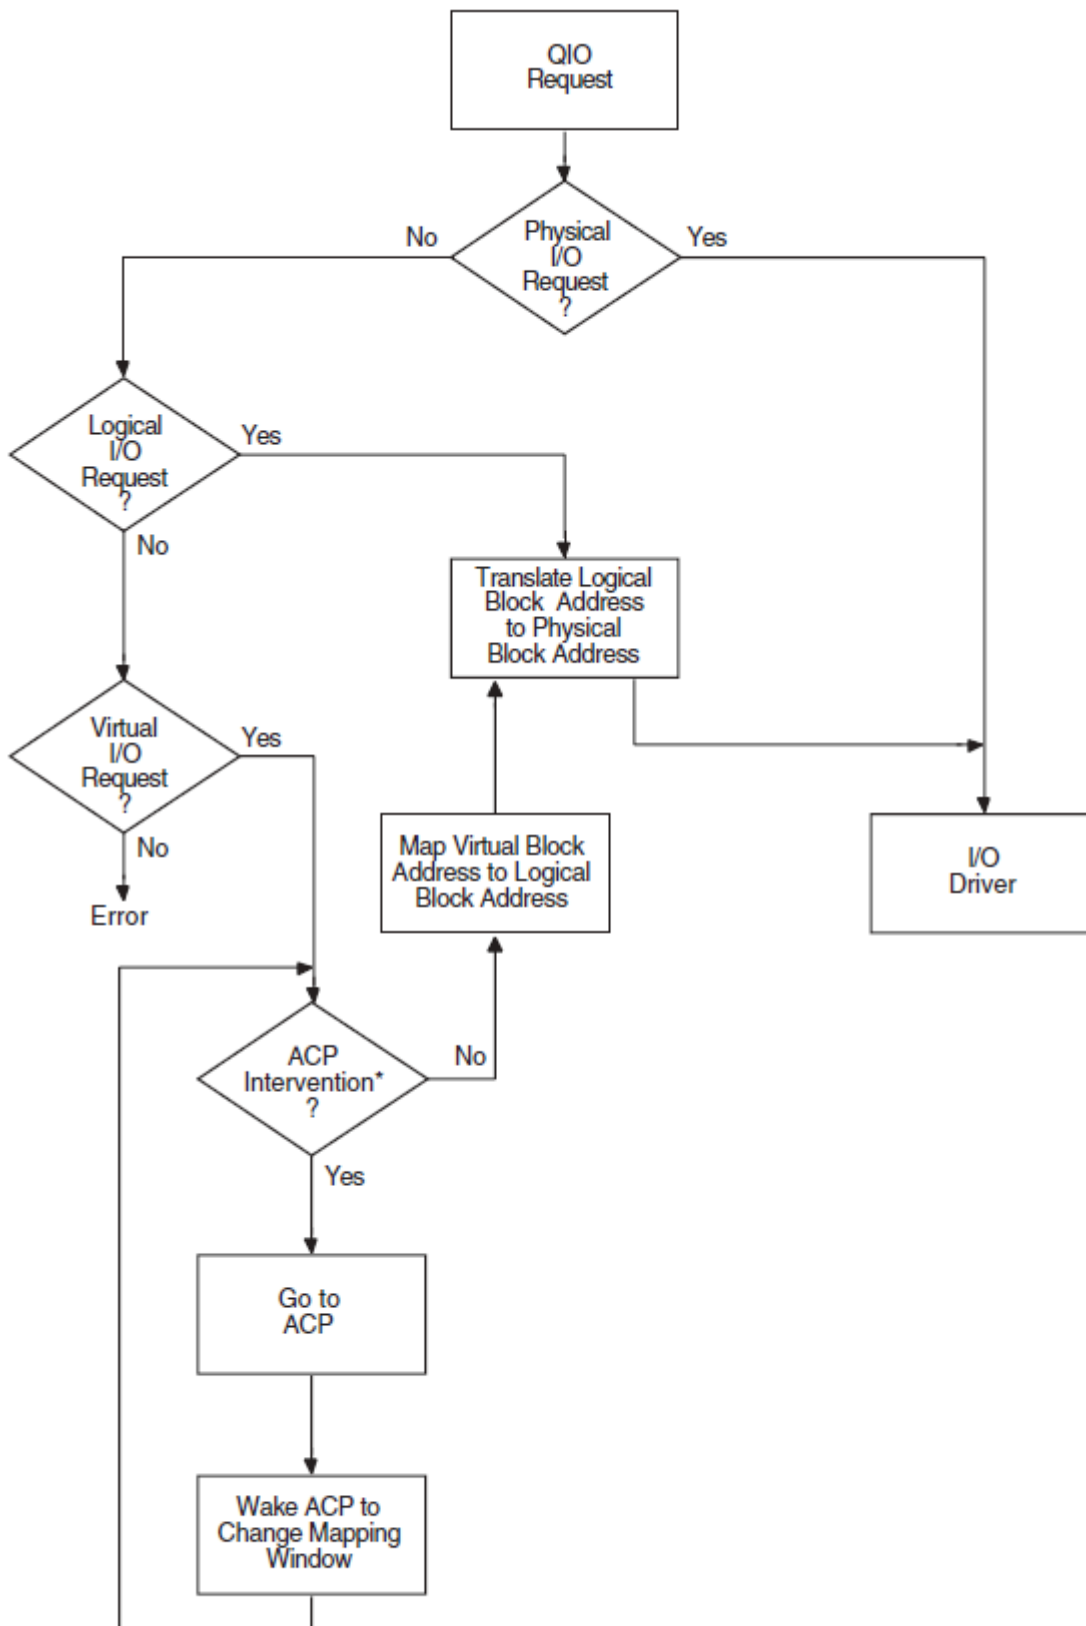 QIO
Request
Physical
I/O
Request
?
No
Yes
Logical
I/O
Request
?
Yes
No
Translate Logical
Block Address
to Physical
Block Address
Virtual
I/O
Request
?
Yes
No
Error
Map Virtual Block
Address to Logical
Block Address
I/O
Driver
ACP
Intervention*
?
No
Yes
Go to
ACP
Wake ACP to
Change Mapping
Window